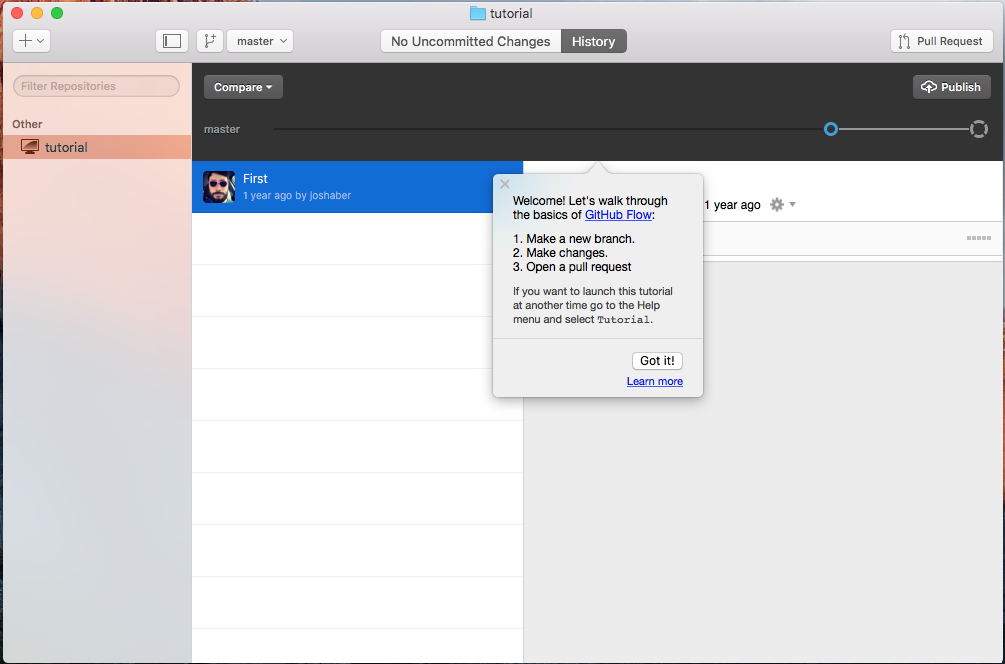 tutorial
master
No Uncommitted Changes
History
Pull Request
Filter Repositories
Other
tutorial
Compare
Publish
master
First
1 year ago by joshaber
1 year ago
Welcome! Let's walk through
the basics of GitHub Flow:
1. Make a new branch.
2. Make changes.
3. Open a pull request
If you want to launch this tutorial
at another time go to the Help
menu and select Tutorial.
Got it!
Learn more